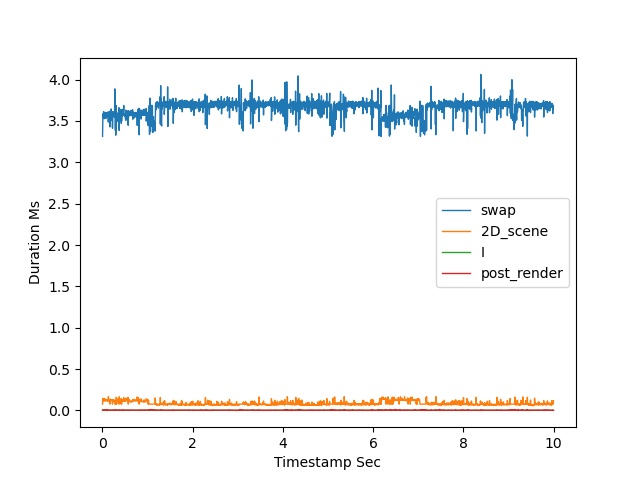 4.0
3.5
3.0
2.5
2.0
1.5
1.0
0.5
0.0
Duration Ms
swap
2D_scene
I
post_render
0 2 4 6 8 10
Timestamp Sec